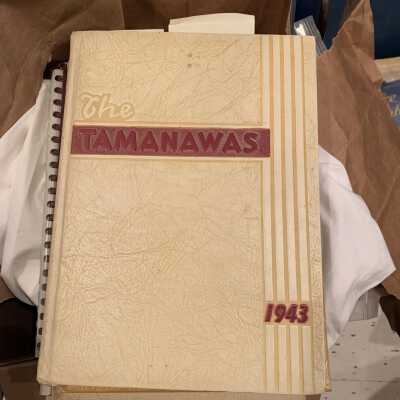 The
TAMANAWAS
1943